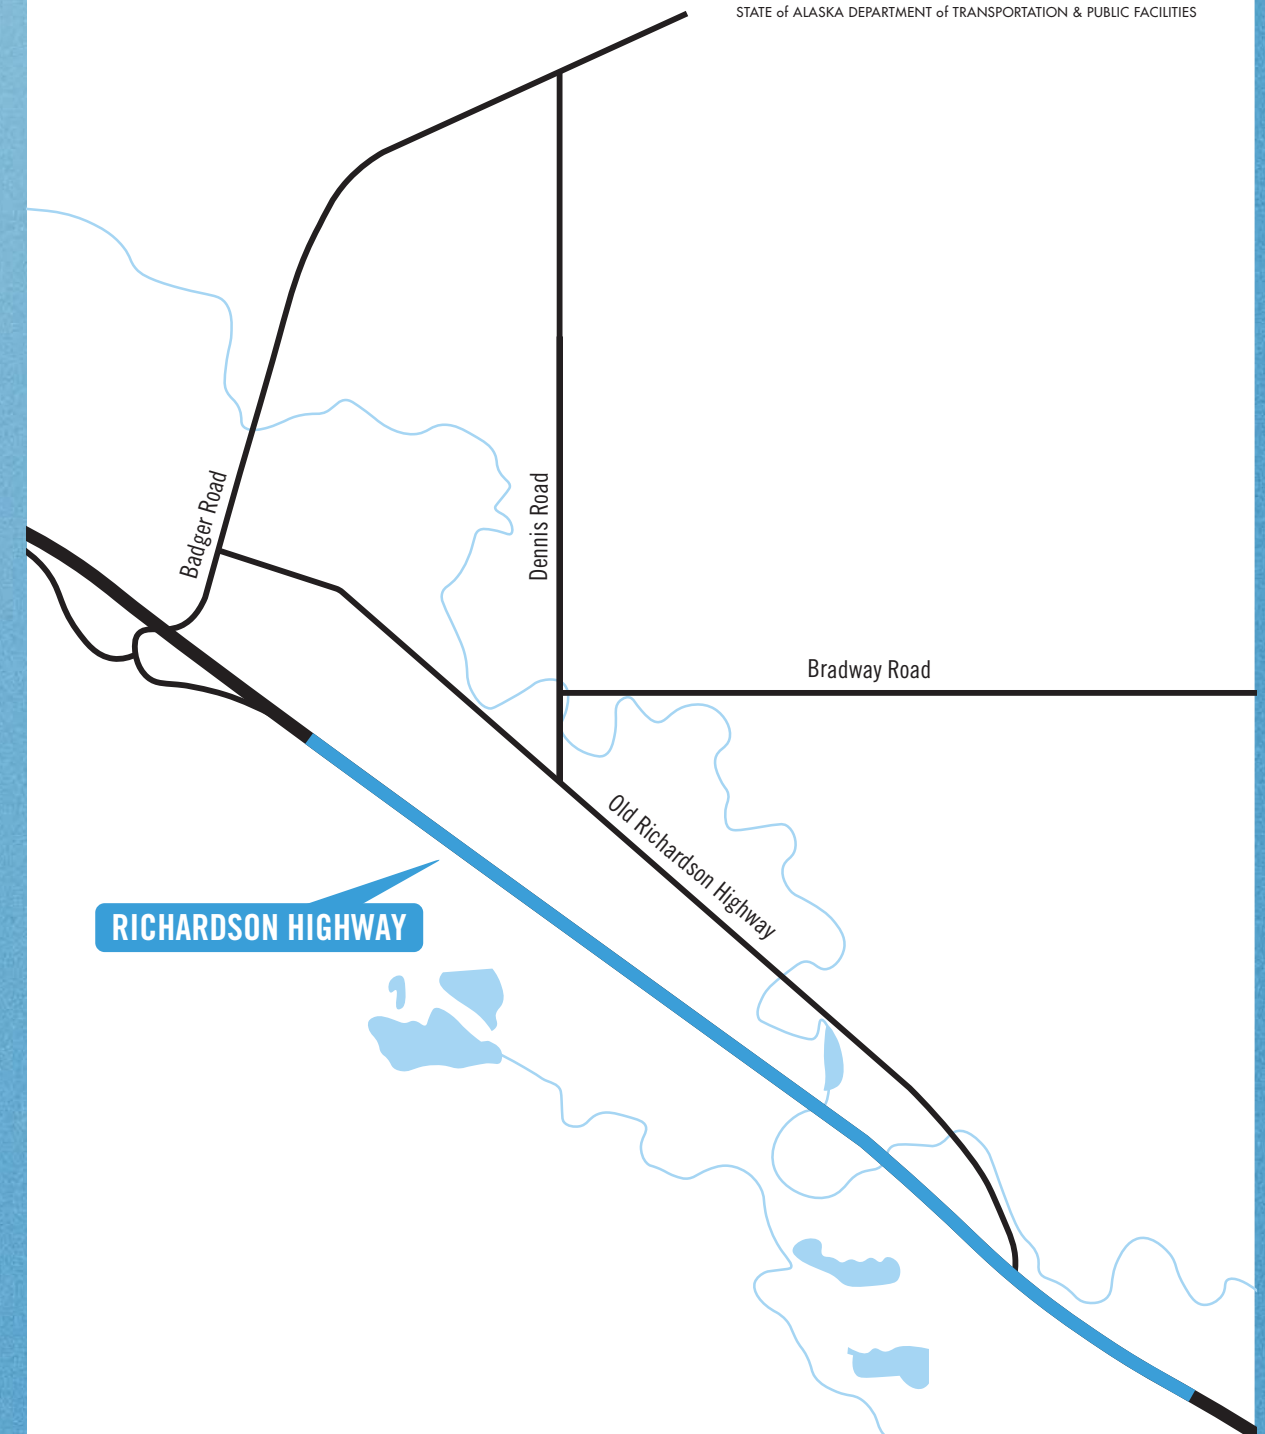 STATE of ALASKA DEPARTMENT of TRANSPORTATION & PUBLIC FACILITIES
Badger Road
Dennis Road
Bradway Road
Old Richardson Highway
RICHARDSON HIGHWAY